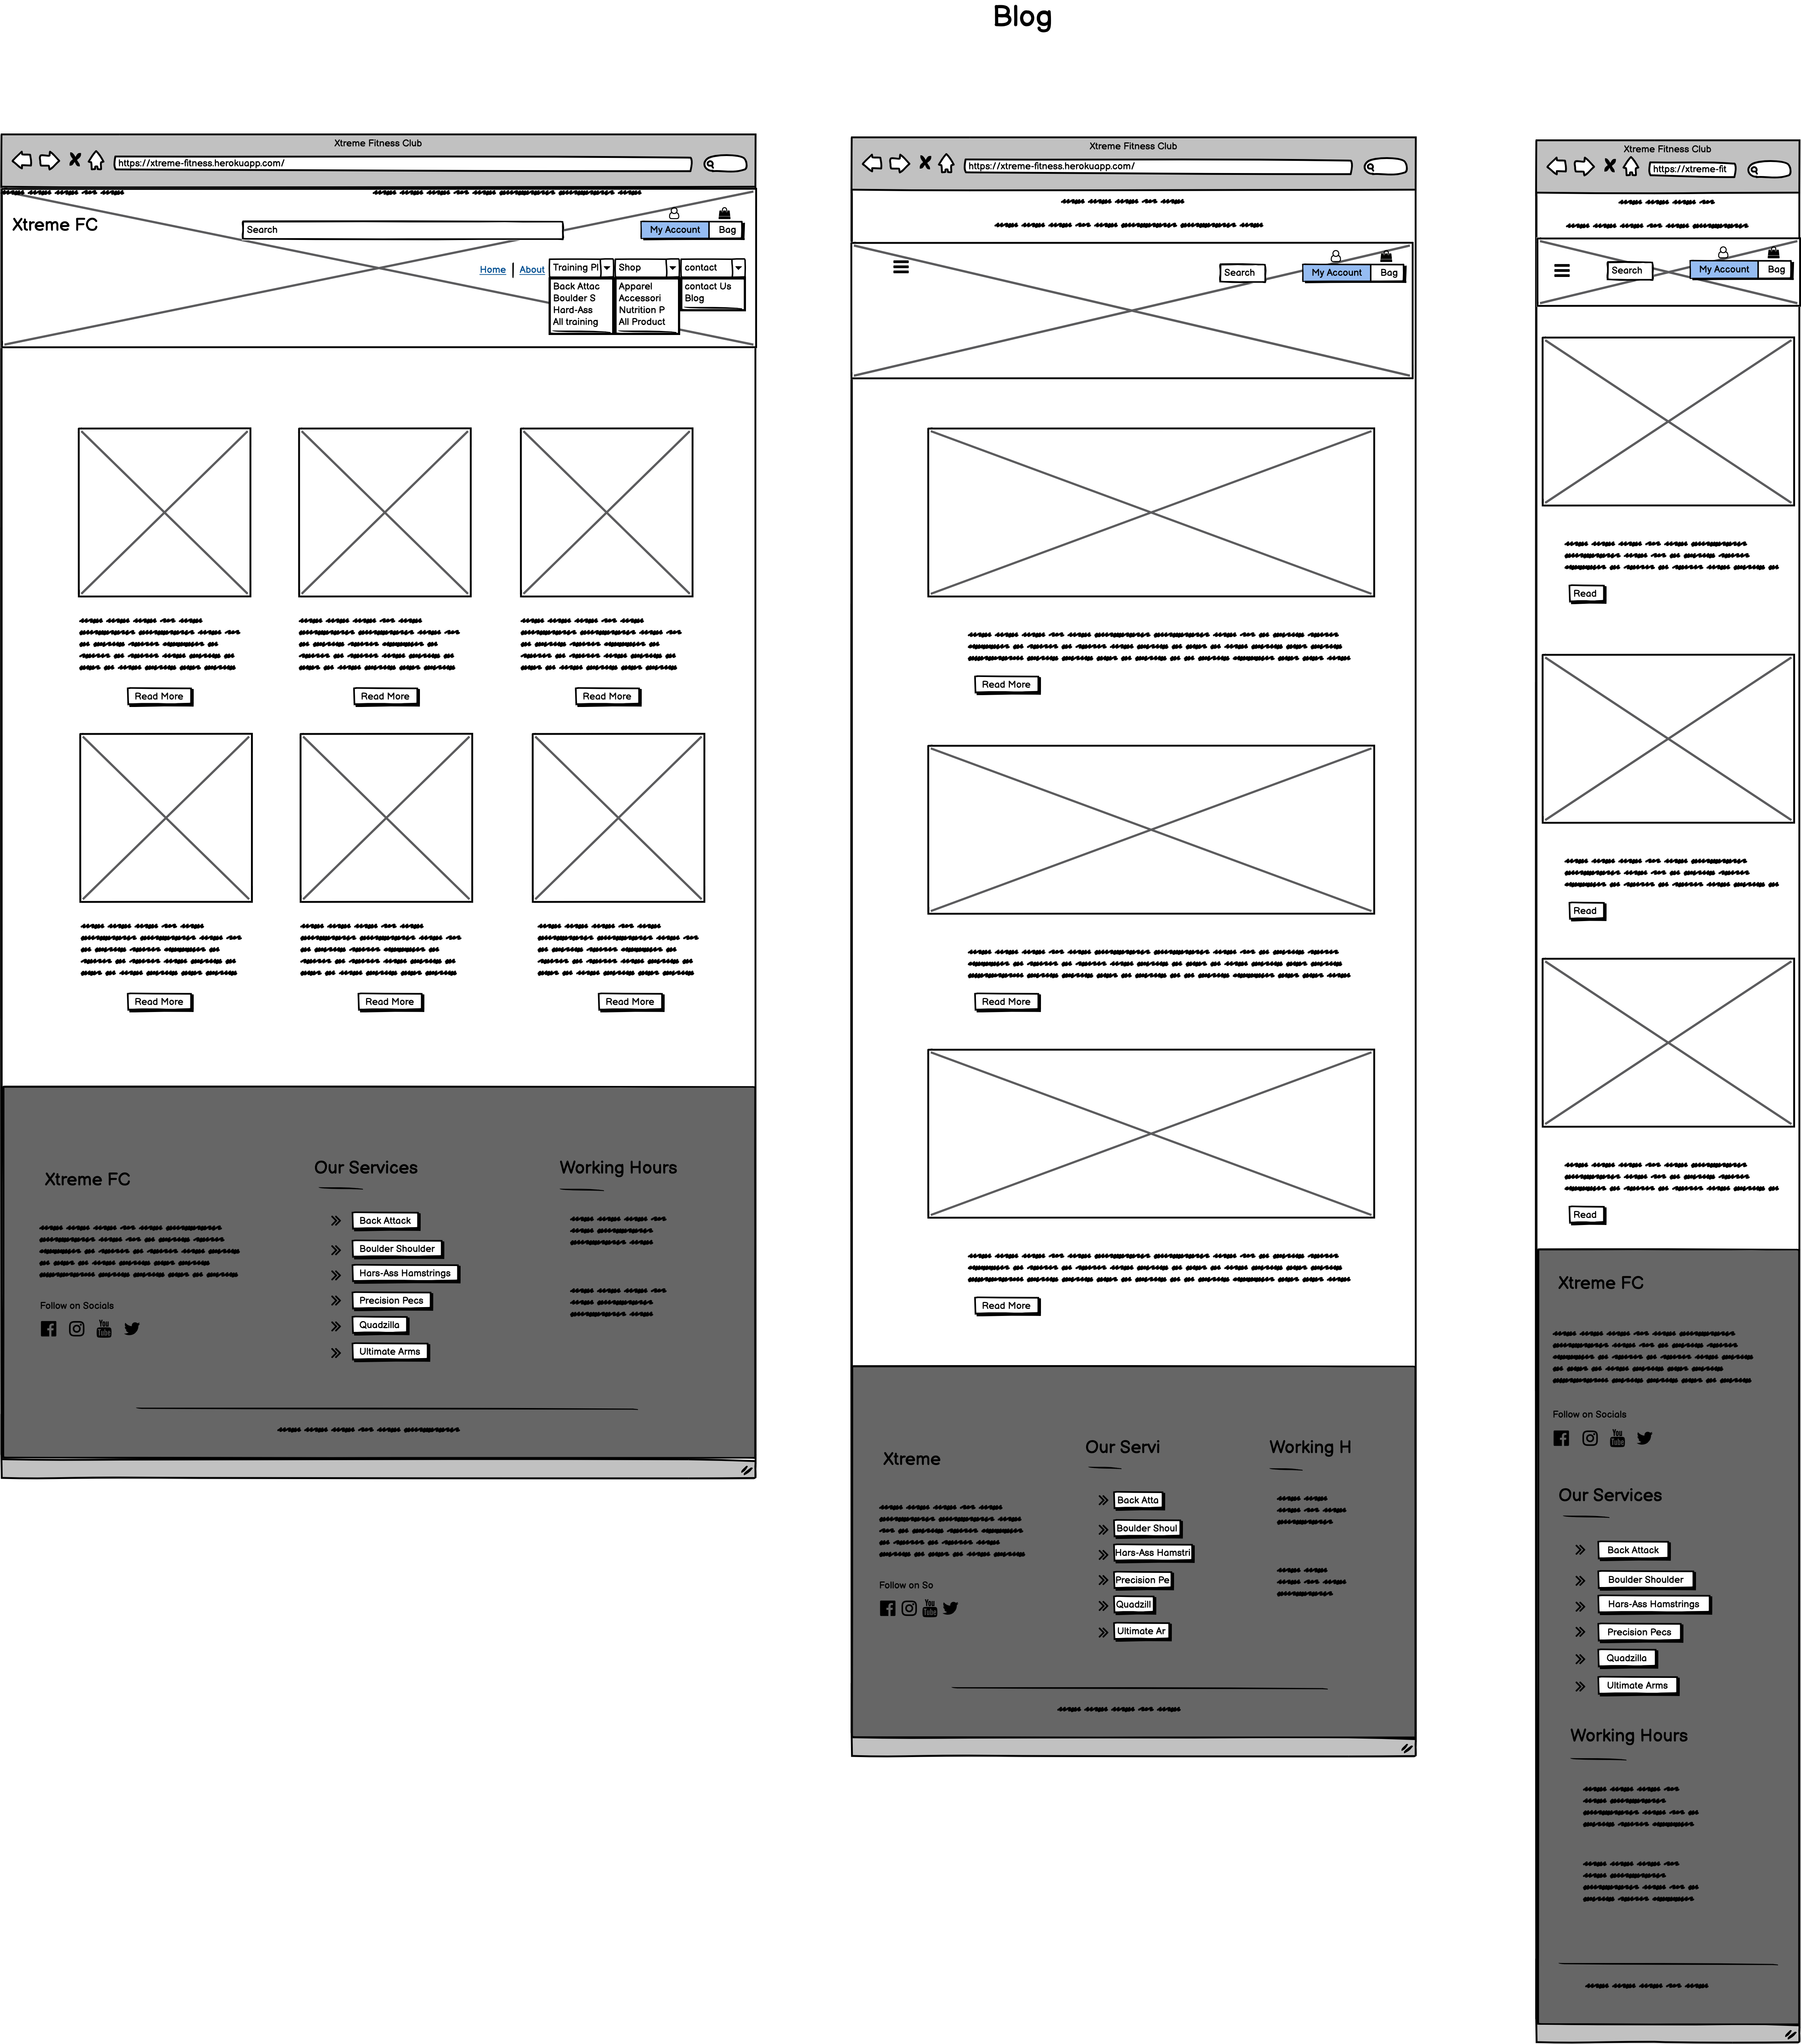 Blog
Xtreme Fitness Club
https://xtreme-fitness.herokuapp.com/
Xtreme FC
Search
My Account Bag
Home About Training Pl Shop contact
Back Attac Apparel contact Us
Boulder S Accessori Blog
Hard-Ass Nutrition P
All training All Product
Read More Read More Read More
Read More Read More Read More
Xtreme FC
Our Services
Working Hours
Back Attack
Boulder Shoulder
Hars-Ass Hamstrings
Precision Pecs
Quadzilla
Ultimate Arms
Follow on Socials
You
Tube
Xtreme Fitness Club
https://xtreme-fitness.herokuapp.com/
Search
My Account Bag
Read More
Read More
Read More
Xtreme
Our Servi
Working H
Back Atta
Boulder Shoul
Hars-Ass Hamstri
Precision Pe
Quadzill
Ultimate Ar
Follow on So
You
Tube
Xtreme Fitness Club
https://xtreme-fit
Search
My Account Bag
Read
Read
Read
Xtreme FC
Follow on Socials
You
Tube
Our Services
Back Attack
Boulder Shoulder
Hars-Ass Hamstrings
Precision Pecs
Quadzilla
Ultimate Arms
Working Hours